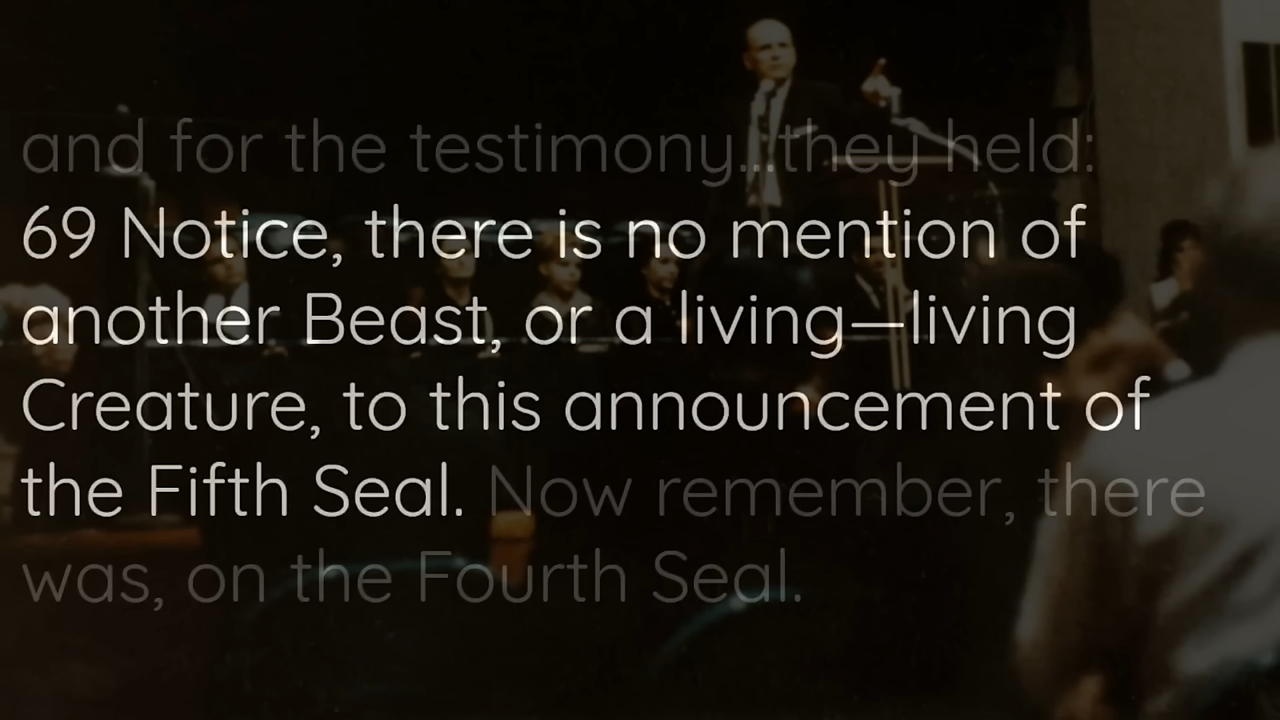 and for the testimony...they held:
69 Notice, there is no mention of
another Beast, or a living—living
Creature, to this announcement of
the Fifth Seal. Now remember, there
was, on the Fourth Seal.